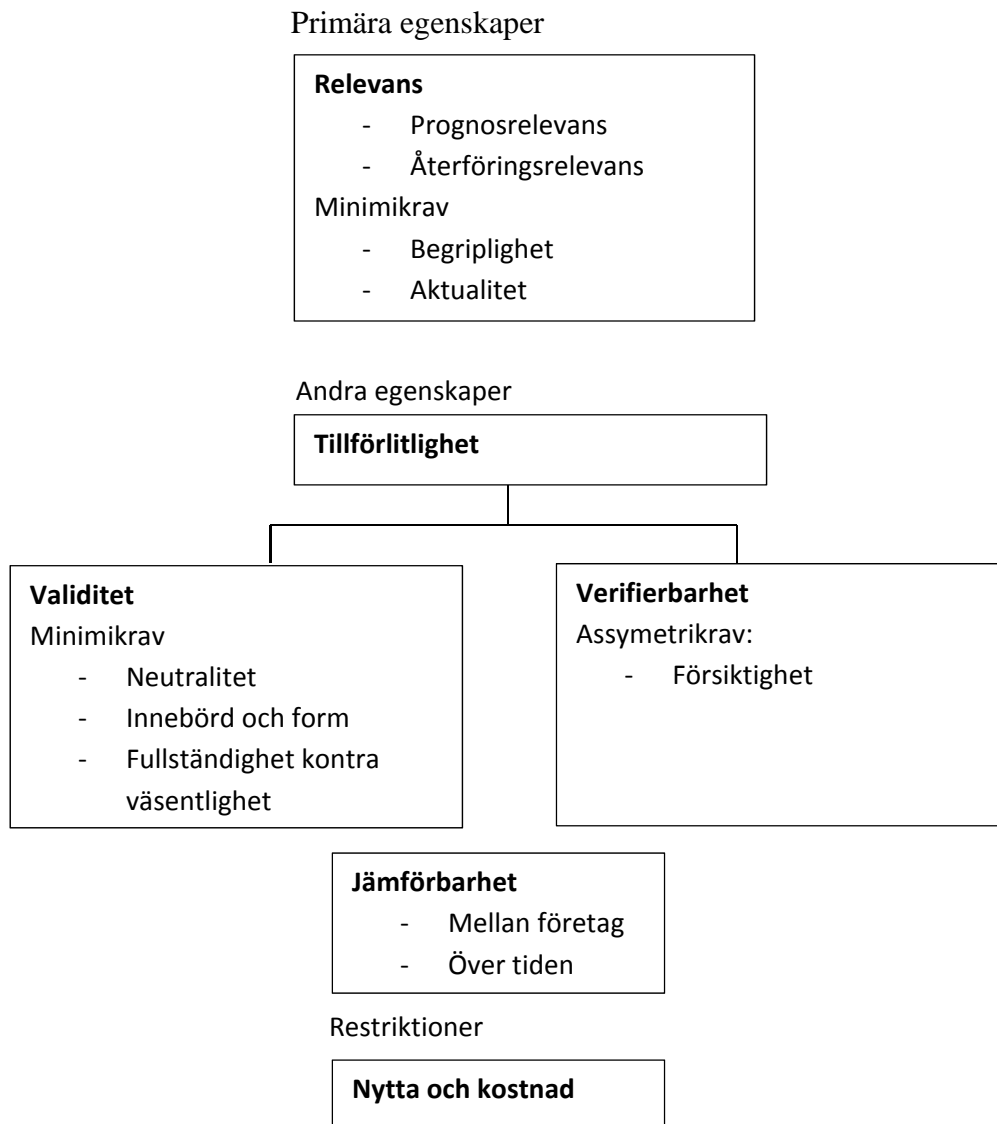 Primära egenskaper
Relevans
- Prognosrelevans
- Återföringsrelevans
Minimikrav
- Begriplighet
- Aktualitet
Andra egenskaper
Tillförlitlighet
Validitet
Minimikrav
- Neutralitet
- Innebörd och form
- Fullständighet kontra
väsentlighet
Verifierbarhet
Assymetrikrav:
- Försiktighet
Jämförbarhet
- Mellan företag
- Över tiden
Restriktioner
Nytta och kostnad